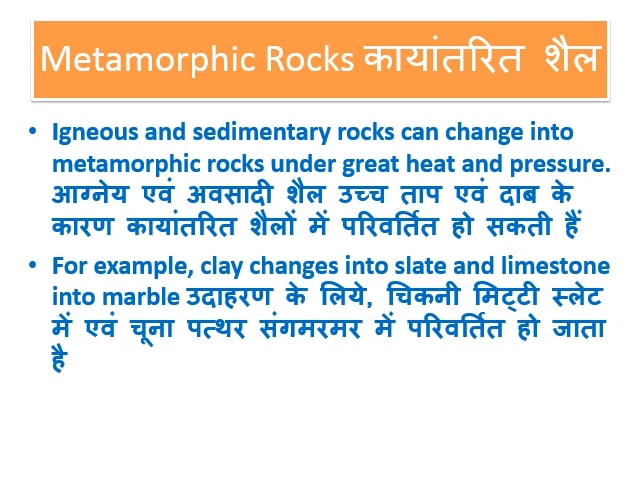 Metamorphic Rocks कायांतरित शैल
• Igneous and sedimentary rocks can change into
metamorphic rocks under great heat and pressure.
आग्नेय एवं अवसादी शैल उच्च ताप एवं दाब के
कारण कायांतरित शैलों में परिवर्तित हो सकती हैं
• For example, clay changes into slate and limestone
into marble उदाहरण के लिये, चिकनी मिट्टी स्लेट
में एवं चूना पत्थर संगमरमर में परिवर्तित हो जाता
है